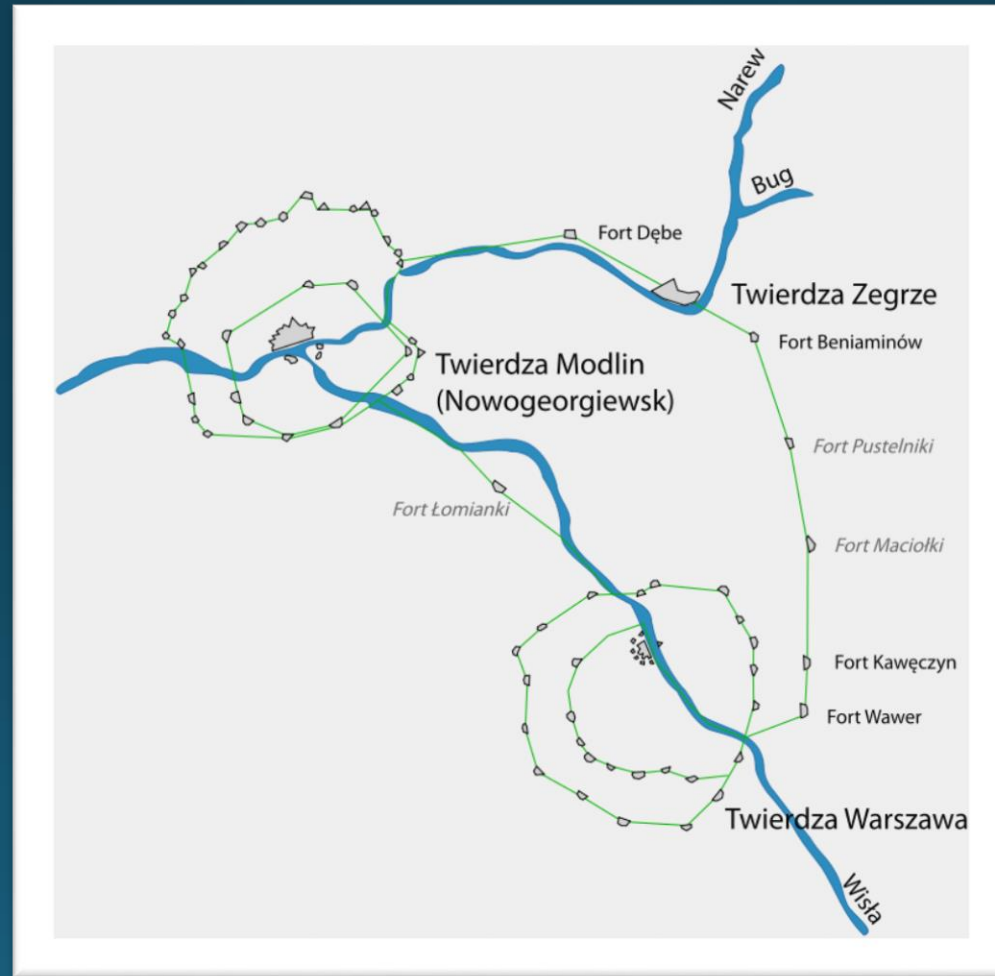 Narew
Bug
Fort Dębe
Twierdza Zegrze
Fort Beniaminów
Twierdza Modlin
(Nowogeorgiewsk)
Fort Pustelniki
Fort Łomianki
Fort Maciołki
Fort Kawęczyn
Fort Wawer
Twierdza Warszawa
Wisła